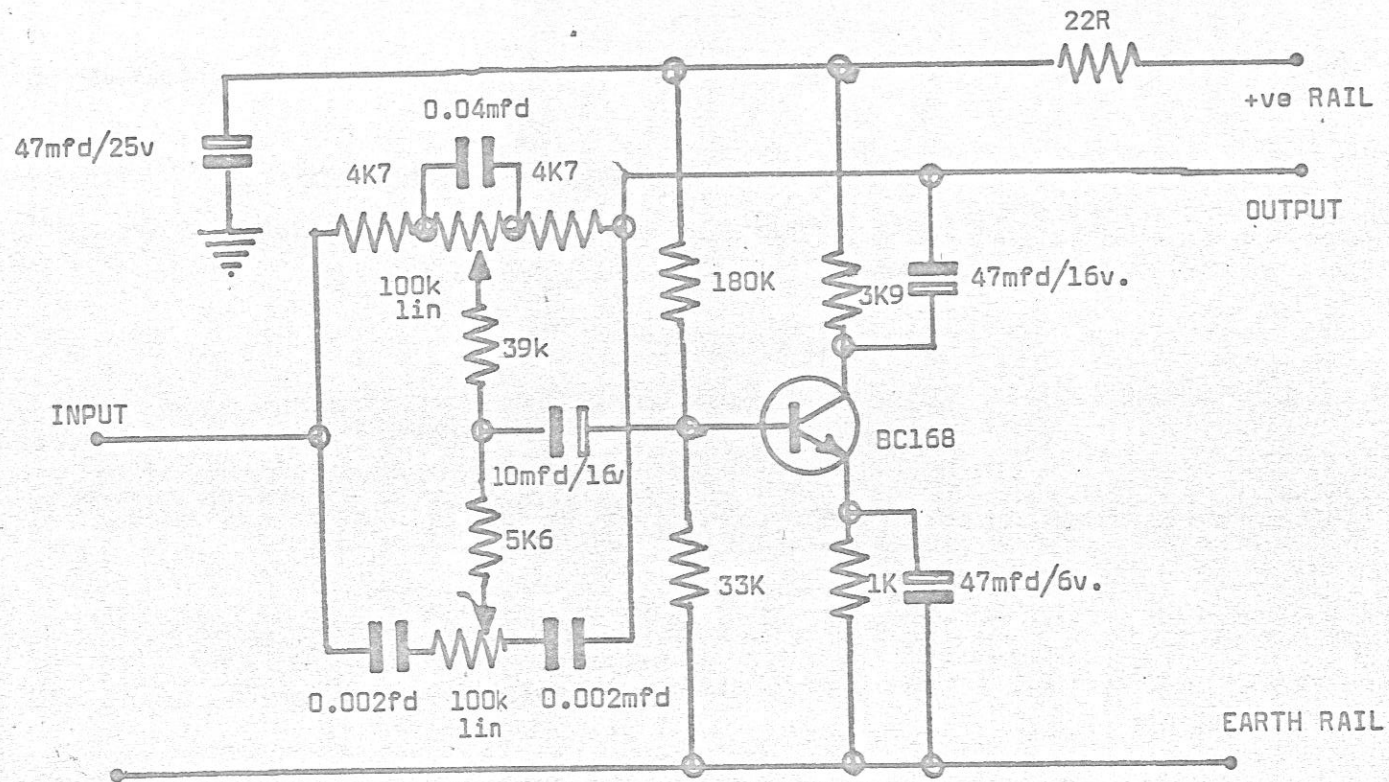 22R
+ve RAIL
0.04mfd
47mfd/25v
4K7
4K7
OUTPUT
100k
lin
180K
3K9
47mfd/16v.
39k
INPUT
10mfd/16v
BC168
5K6
33K
1K
47mfd/6v.
0.002fd
100k
lin
0.002mfd
EARTH RAIL